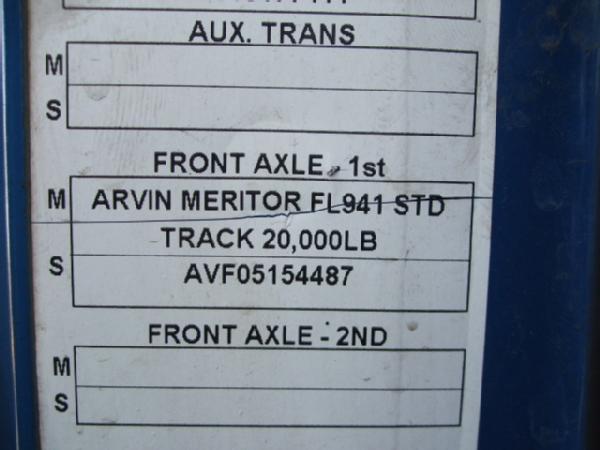 AUX. TRANS
M
S
FRONT AXLE - 1st
M ARVIN MERITOR FL941 STD
TRACK 20,000LB
S AVF05154487
FRONT AXLE - 2ND
M
S